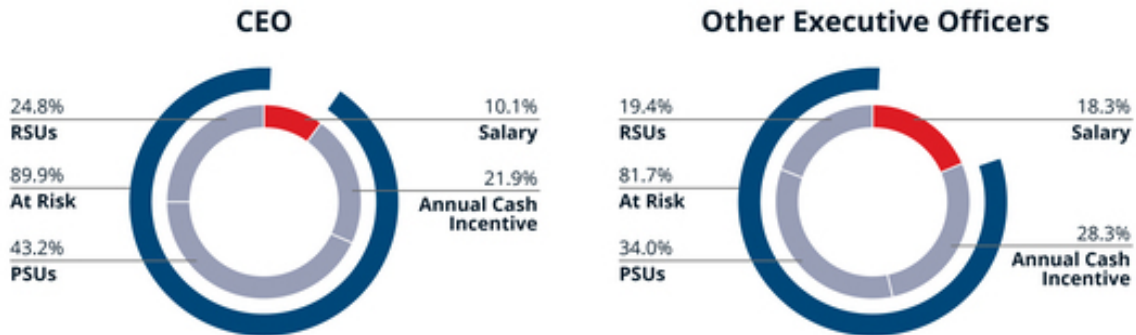 CEO
24.8%
RSUs
89.9%
At Risk
43.2%
PSUs
10.1%
Salary
21.9%
Annual Cash
Incentive
Other Executive Officers
19.4%
RSUs
81.7%
At Risk
34.0%
PSUs
18.3%
Salary
28.3%
Annual Cash
Incentive